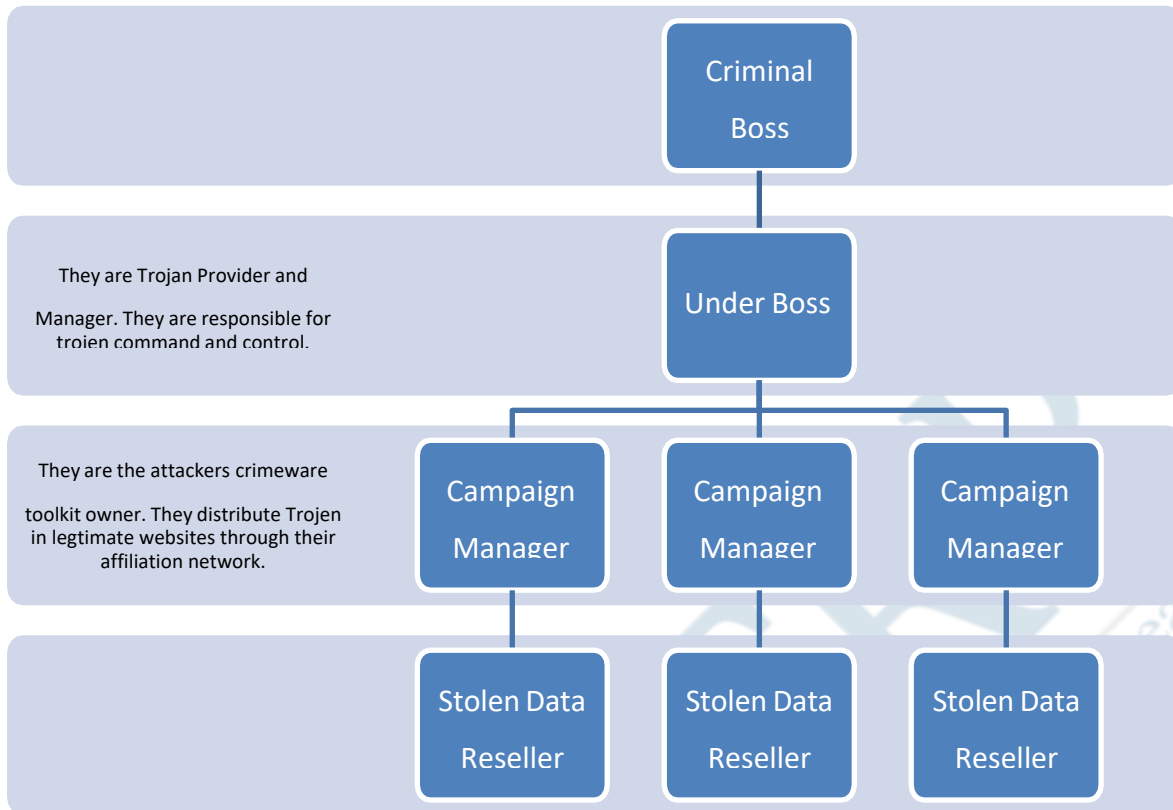 Criminal
Boss
They are Trojan Provider and
Manager. They are responsible for
trojen command and control.
Under Boss
They are the attackers crimeware
toolkit owner. They distribute Trojen
in legtimate websites through their
affiliation network.
Campaign
Manager
Campaign
Manager
Campaign
Manager
Stolen Data
Reseller
Stolen Data
Reseller
Stolen Data
Reseller